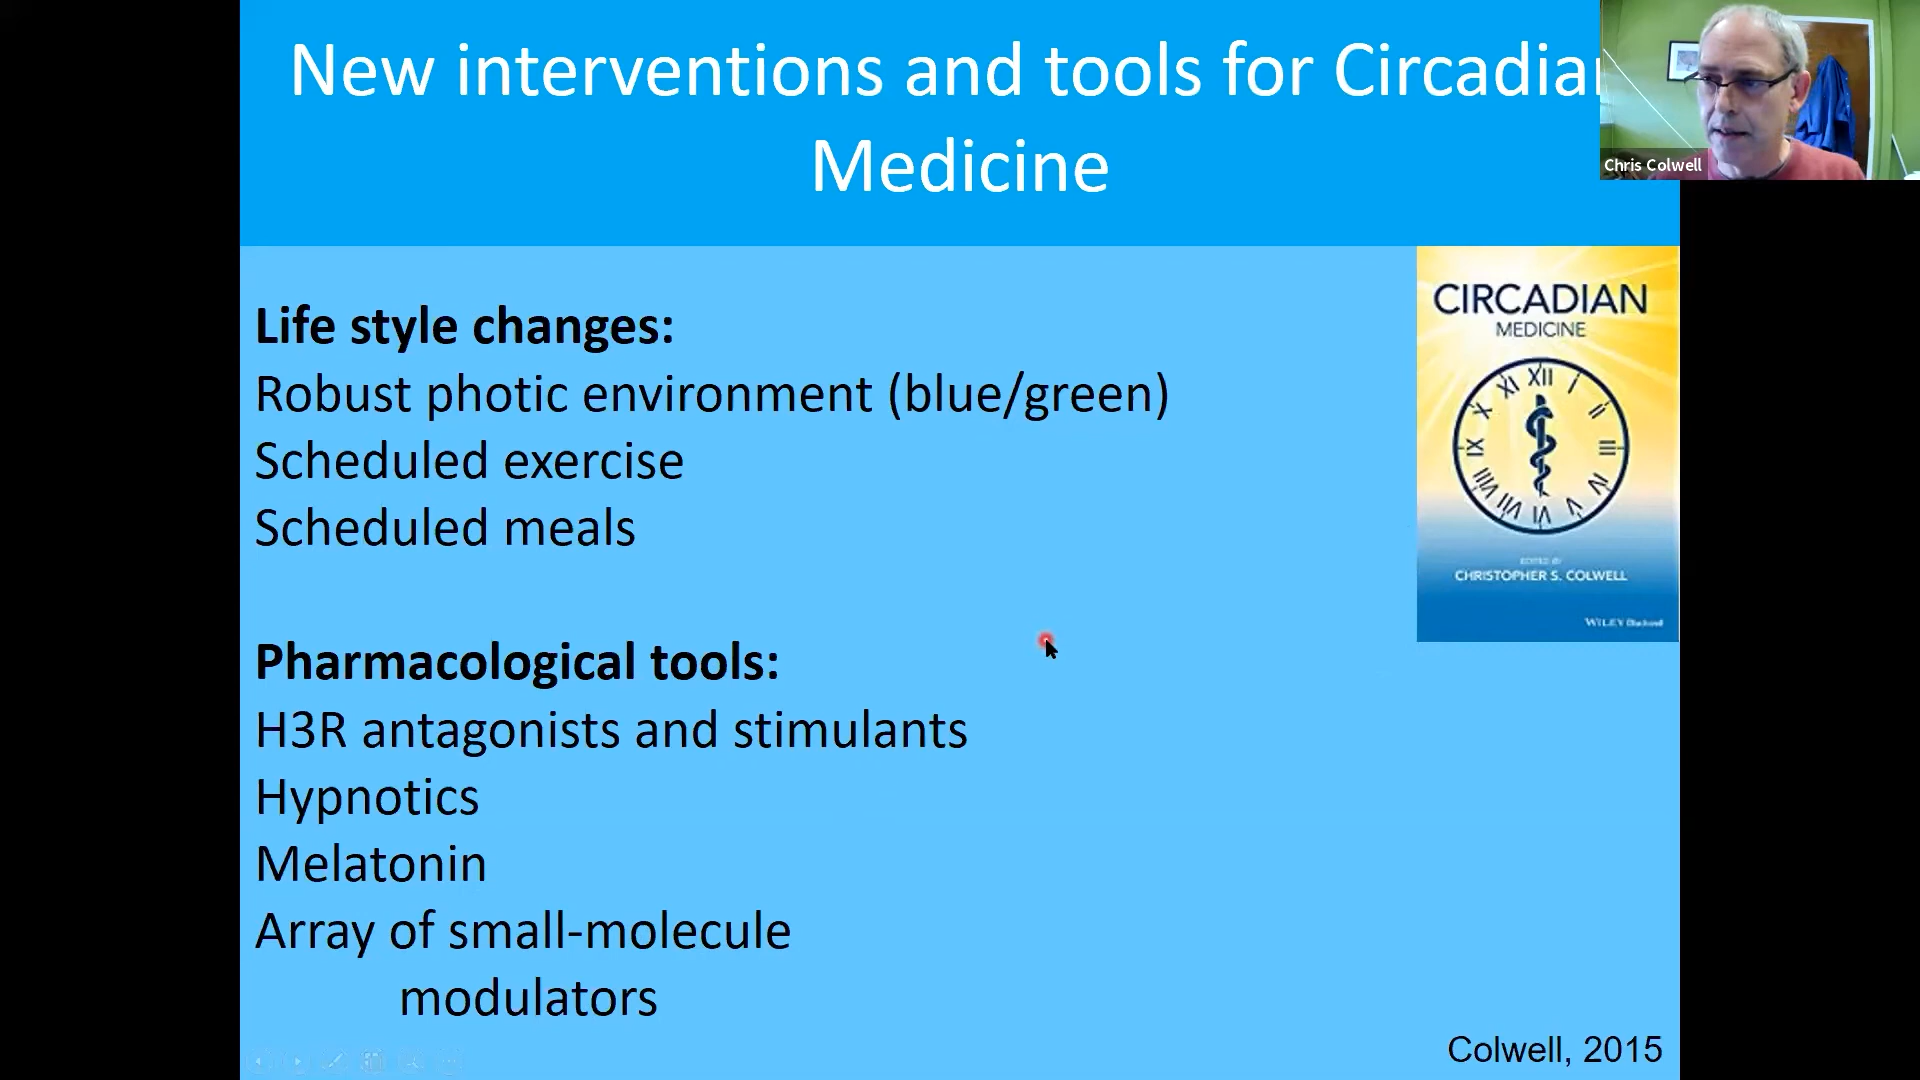 New interventions and tools for Circadian
Medicine
Chris Colwell
Life style changes:
Robust photic environment (blue/green)
Scheduled exercise
Scheduled meals
Pharmacological tools:
H3R antagonists and stimulants
Hypnotics
Melatonin
Array of small-molecule
modulators
CIRCADIAN
MEDICINE
XII
I
II
III
IV
V
VI
VII
VIII
IX
X
XI
EDITED BY
CHRISTOPHER S. COLWELL
WILEY Blackwell
Colwell, 2015